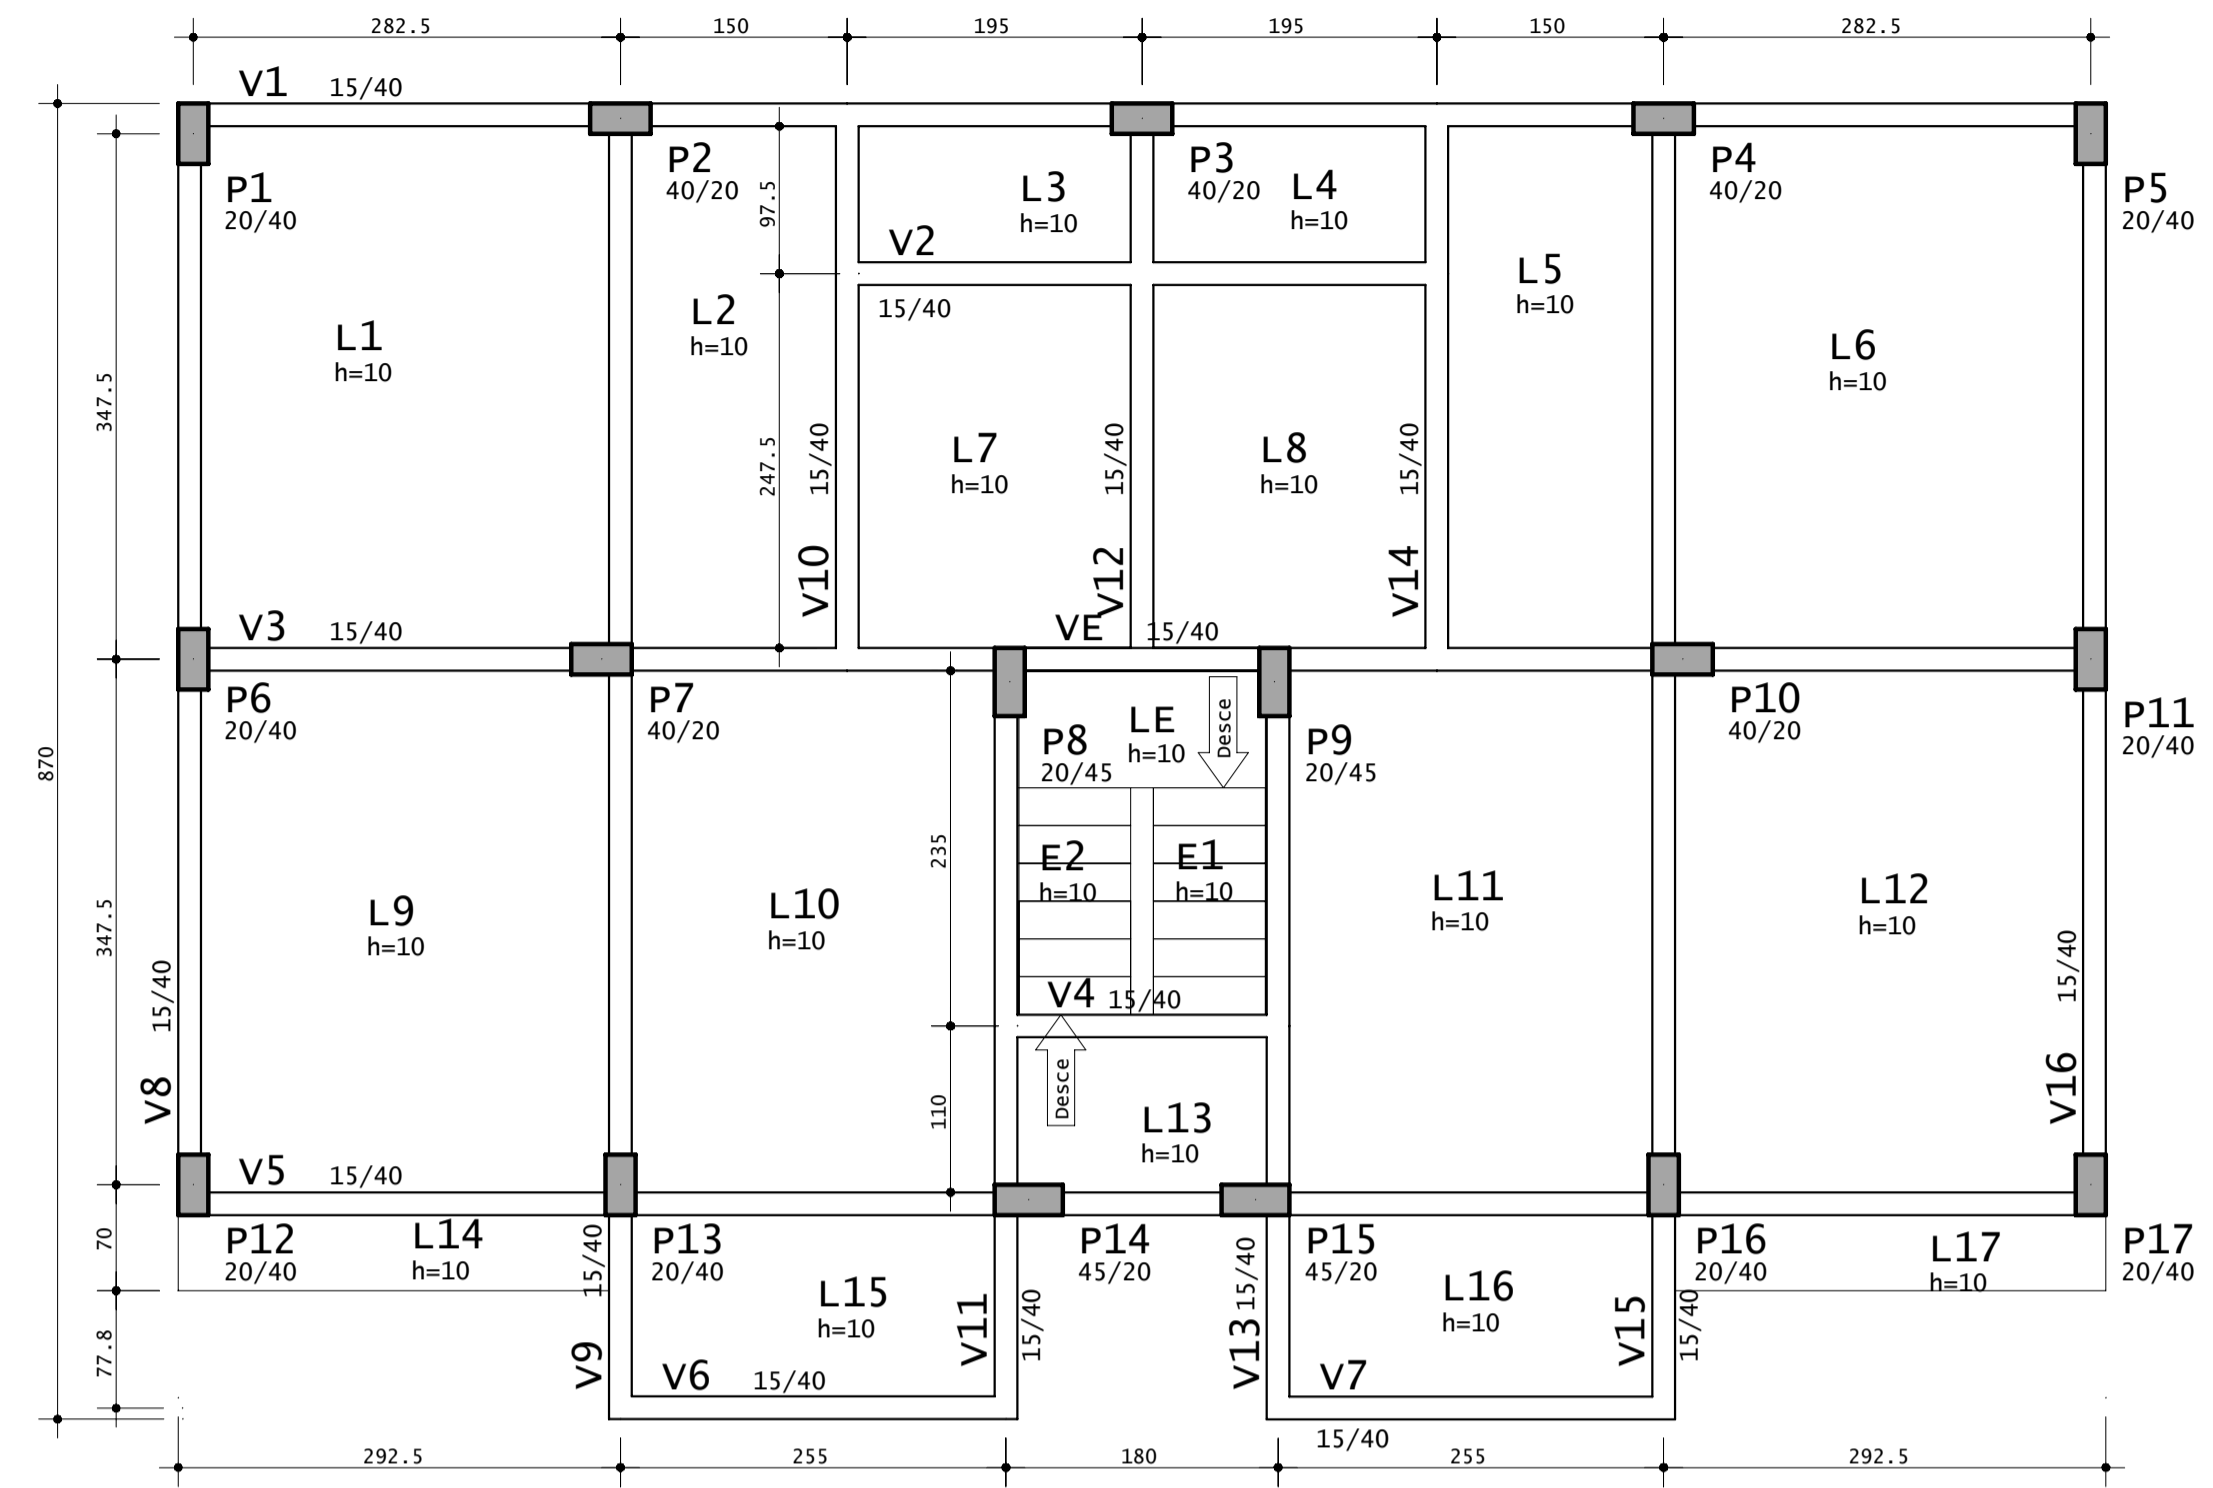 282.5 150 195 195 150 282.5
V1 15/40
P1
20/40
P2
40/20
97.5
L3
h=10
P3
40/20
L4
h=10
P4
40/20
P5
20/40
V2
15/40
L1
h=10
L2
h=10
L5
h=10
L6
h=10
347.5
247.5
15/40
V10
L7
h=10
15/40
V12
L8
h=10
15/40
V14
V3 15/40
VE 15/40
P6
20/40
P7
40/20
P8
20/45
LE
h=10
Desce
P9
20/45
P10
40/20
P11
20/40
870
235
E2
h=10
E1
h=10
347.5
L9
h=10
L10
h=10
L11
h=10
L12
h=10
15/40
V8
V4 15/40
15/40
V16
110
Desce
L13
h=10
V5 15/40
70
P12
20/40
L14
h=10
15/40
P13
20/40
P14
45/20
15/40
P15
45/20
P16
20/40
L17
h=10
P17
20/40
77.8
V9
L15
h=10
V11
15/40
V13
L16
h=10
V15
15/40
V6 15/40
V7
15/40
292.5 255 180 255 292.5